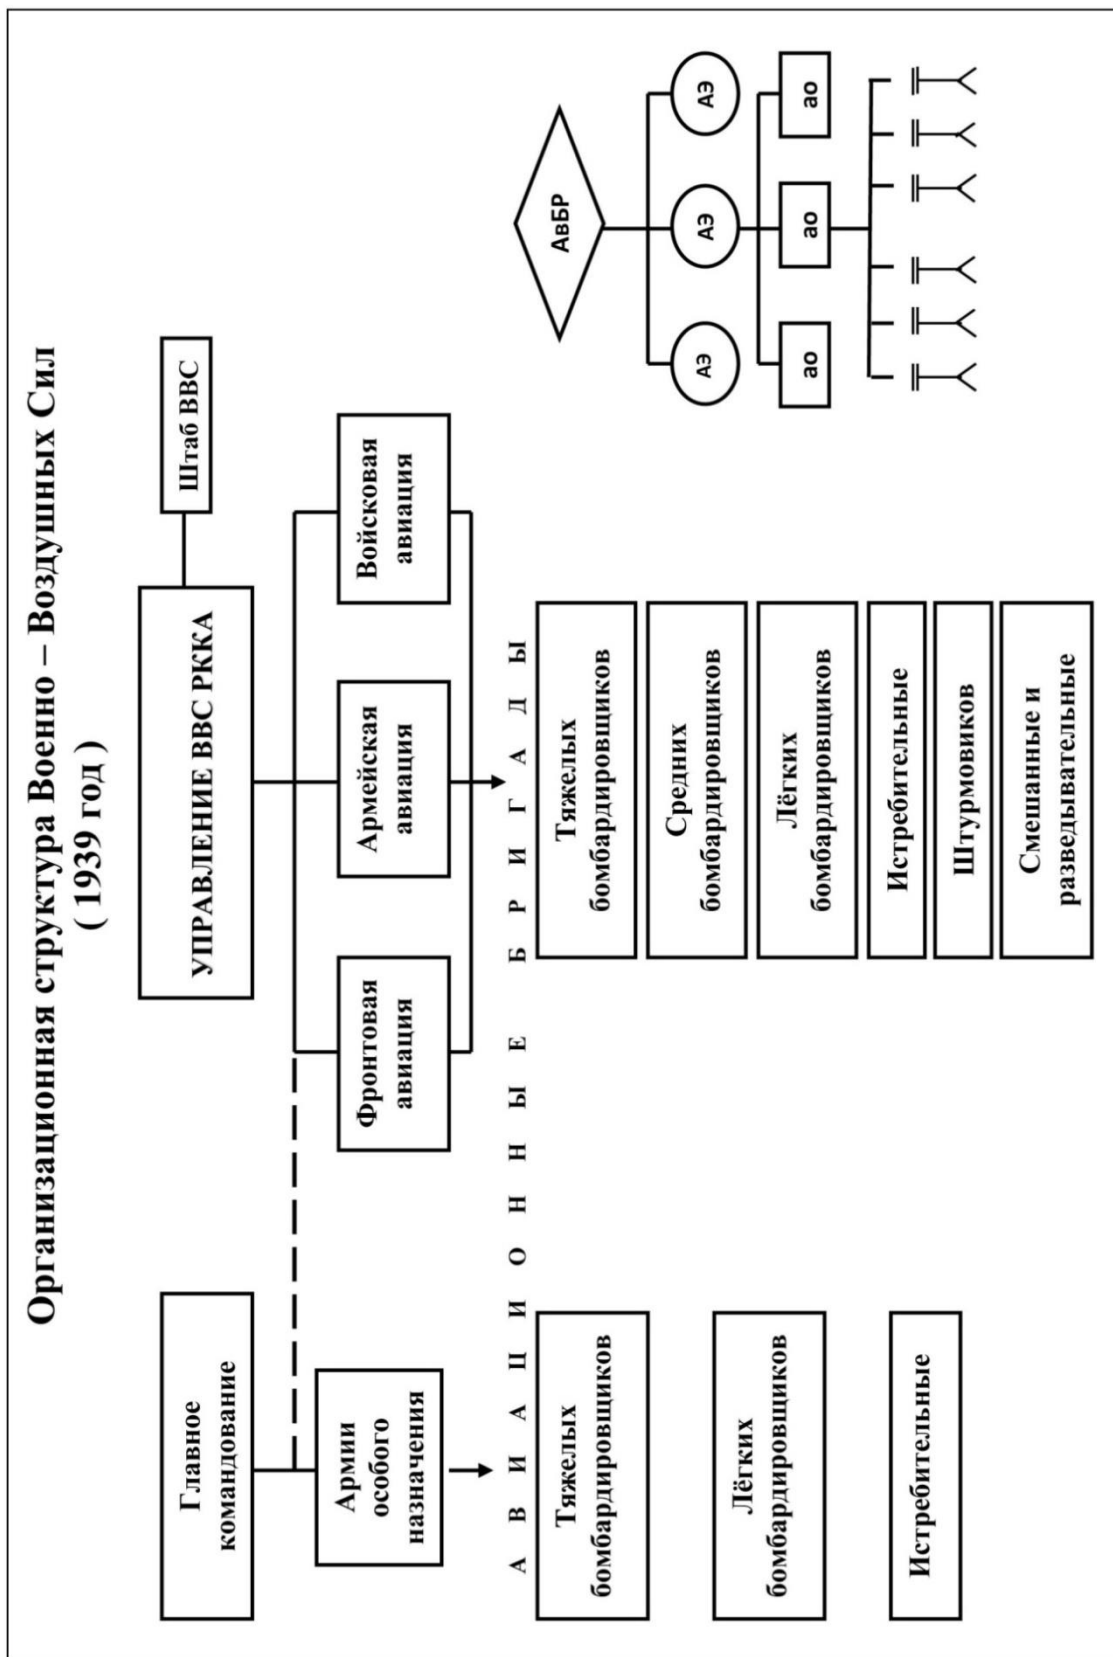 Организационная структура Военно – Воздушных Сил
( 1939 год )
Главное
командование
УПРАВЛЕНИЕ ВВС РККА
Штаб ВВС
Армии
особого
назначения
Фронтовая
авиация
Армейская
авиация
Войсковая
авиация
А В И А Ц И О Н Н Ы Е Б Р И Г А Д Ы
Тяжелых
бомбардировщиков
Лёгких
бомбардировщиков
Истребительные
Тяжелых
бомбардировщиков
Средних
бомбардировщиков
Лёгких
бомбардировщиков
Истребительные
Штурмовиков
Смешанные и
разведывательные
АвБР
АЭ
АЭ
АЭ
ао
ао
ао